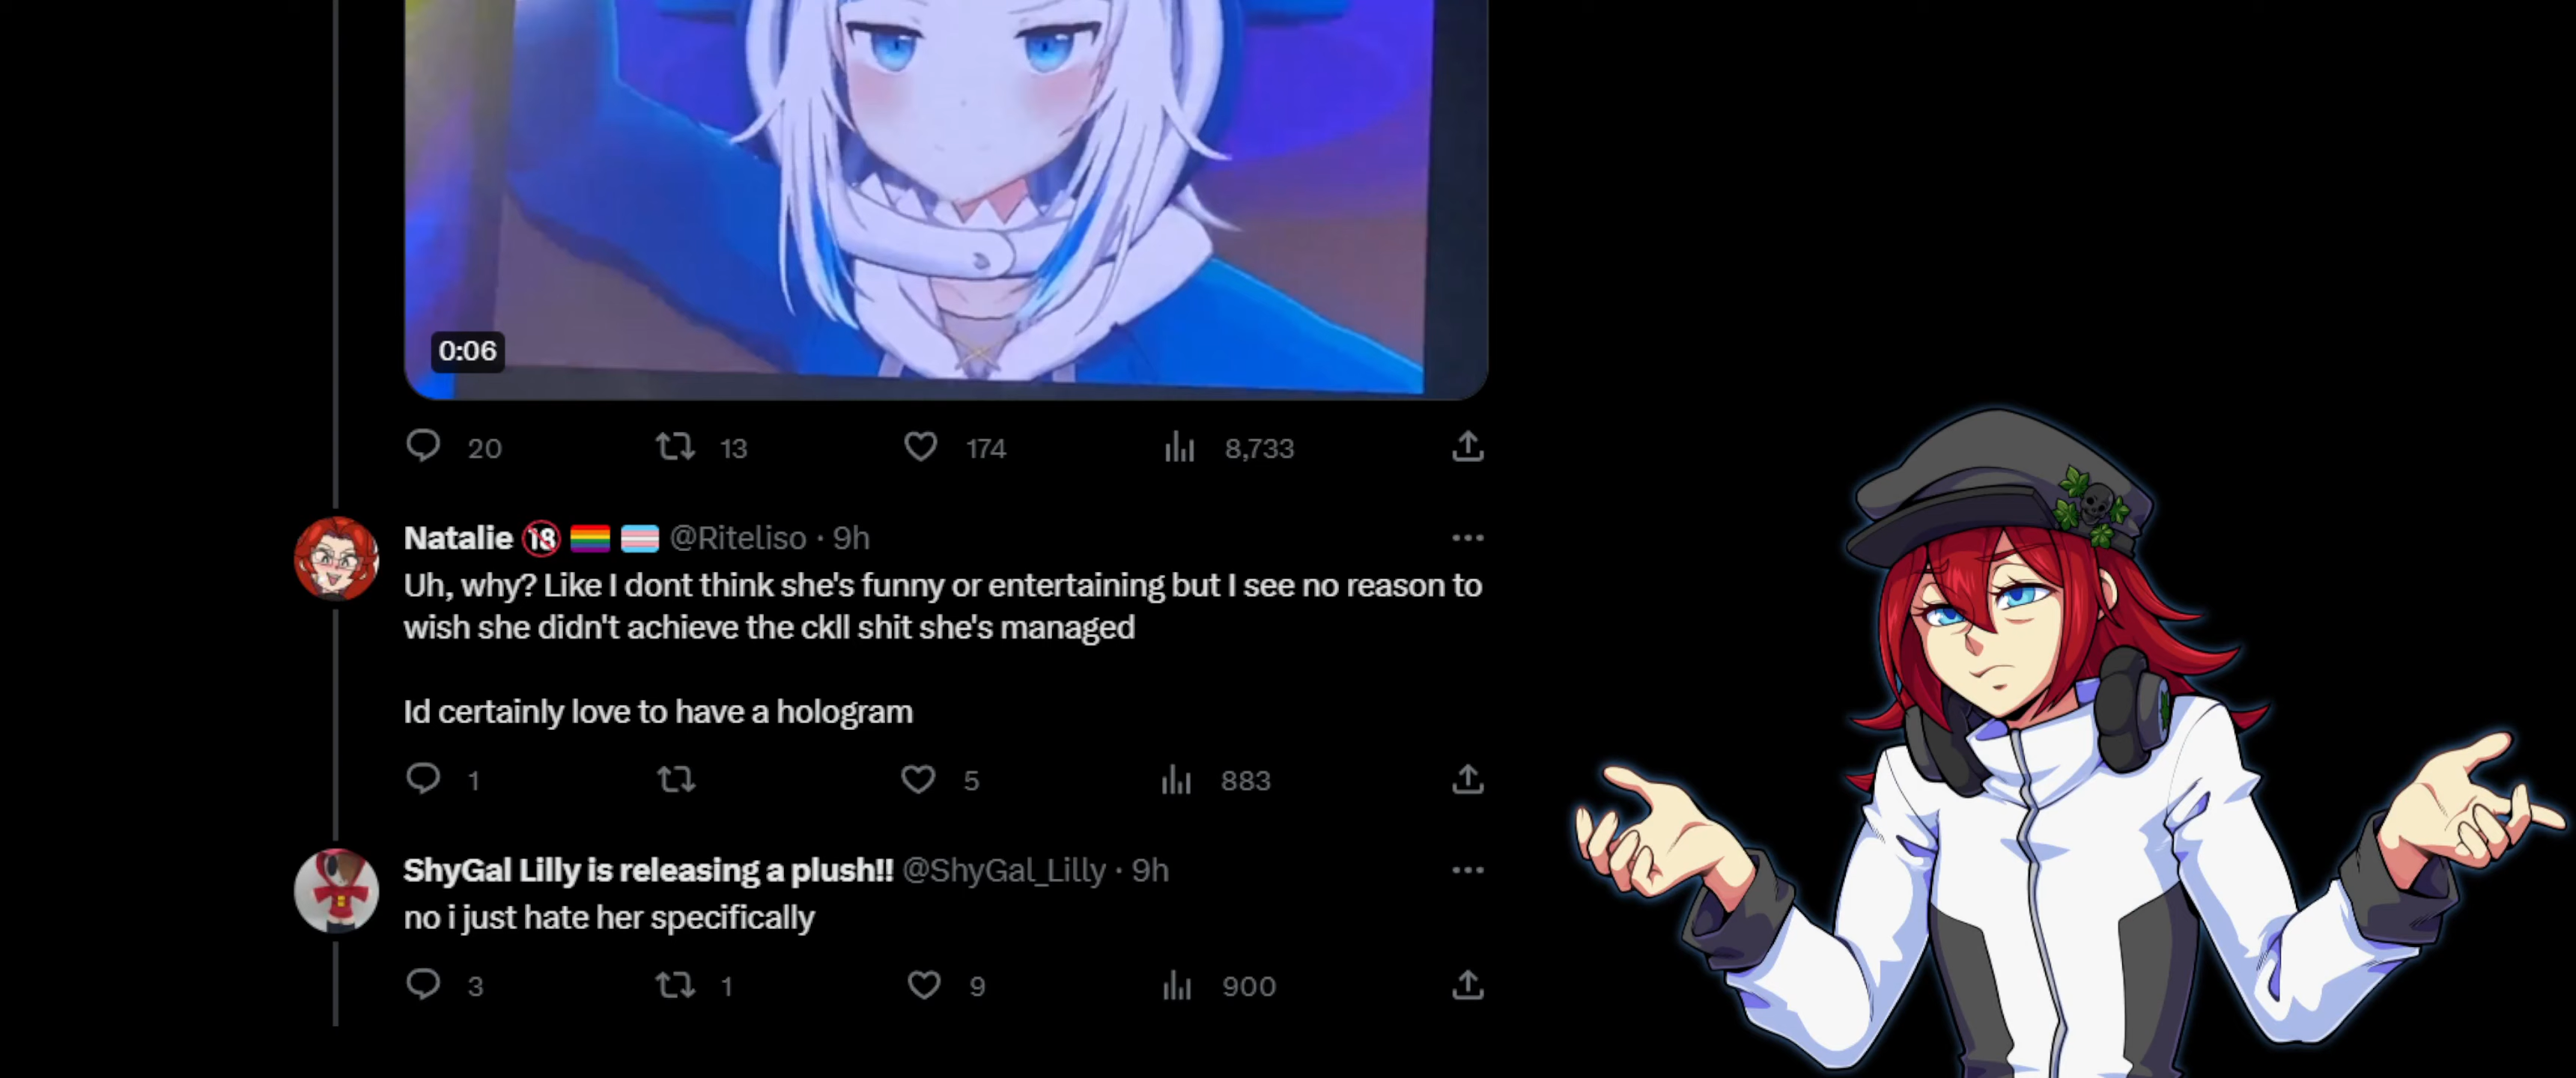 0:06
20 13 174 8,733
Natalie 🔞 🏳️‍🌈 🏳️‍⚧️ @Riteliso · 9h
Uh, why? Like I dont think she's funny or entertaining but I see no reason to
wish she didn't achieve the ckll shit she's managed
Id certainly love to have a hologram
1 5 883
ShyGal Lilly is releasing a plush!! @ShyGal_Lilly · 9h
no i just hate her specifically
3 1 9 900